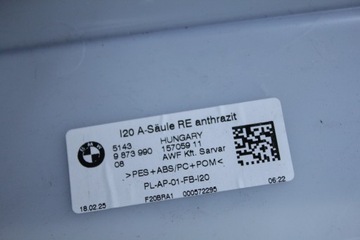 I20 A-Säule RE anthrazit
BMW
5143 HUNGARY
9 873 990 157059 11
08 AWF Kft. Sarvar
.>PES+ABS/PC+POM<
PL-AP-01-FB-I20
F20BRA1 000572295
18.02.25 06:22